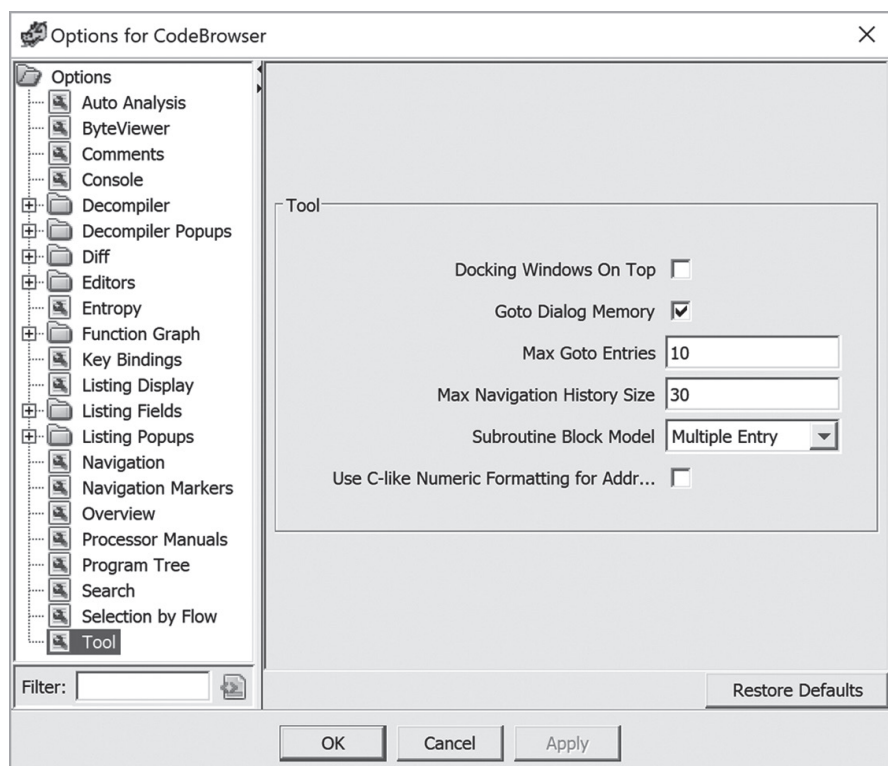 Options for CodeBrowser
Options
Auto Analysis
ByteViewer
Comments
Console
Decompiler
Decompiler Popups
Diff
Editors
Entropy
Function Graph
Key Bindings
Listing Display
Listing Fields
Listing Popups
Navigation
Navigation Markers
Overview
Processor Manuals
Program Tree
Search
Selection by Flow
Tool
Filter:
Tool
Docking Windows On Top
Goto Dialog Memory
Max Goto Entries 10
Max Navigation History Size 30
Subroutine Block Model Multiple Entry
Use C-like Numeric Formatting for Addr...
Restore Defaults
OK Cancel Apply